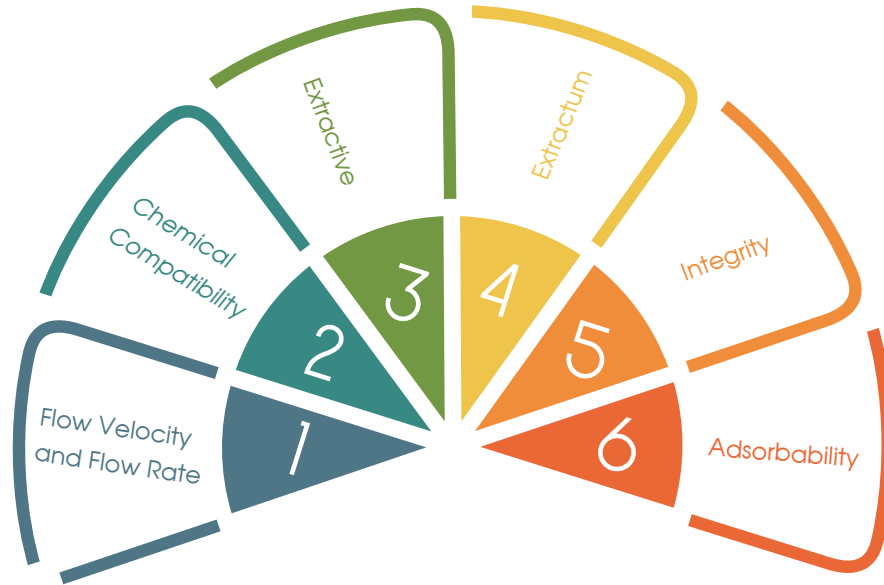 1
Flow Velocity
and Flow Rate
2
Chemical
Compatibility
3
Extractive
4
Extractum
5
Integrity
6
Adsorbability